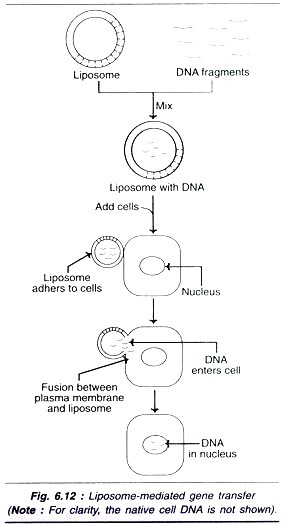 Liposome
DNA fragments
Mix
Liposome with DNA
Add cells
Liposome
adheres to cells
Nucleus
DNA
enters cell
Fusion between
plasma membrane
and liposome
DNA
in nucleus
Fig. 6.12 : Liposome-mediated gene transfer
(Note : For clarity, the native cell DNA is not shown).